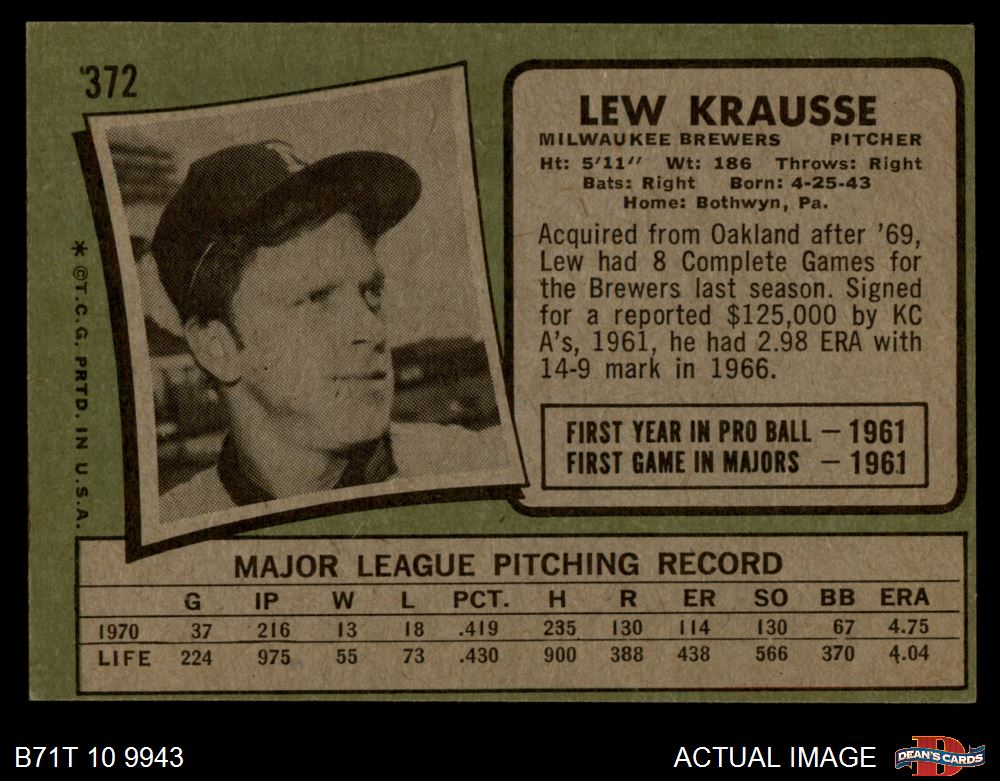 372
* ©T.C.G. PRTD. IN U.S.A.
LEW KRAUSSE
MILWAUKEE BREWERS PITCHER
Ht: 5'11" Wt: 186 Throws: Right
Bats: Right Born: 4-25-43
Home: Bothwyn, Pa.
Acquired from Oakland after '69,
Lew had 8 Complete Games for
the Brewers last season. Signed
for a reported $125,000 by KC
A's, 1961, he had 2.98 ERA with
14-9 mark in 1966.
FIRST YEAR IN PRO BALL — 1961
FIRST GAME IN MAJORS — 1961
MAJOR LEAGUE PITCHING RECORD
G IP W L PCT. H R ER SO BB ERA
1970 37 216 13 18 .419 235 130 114 130 67 4.75
LIFE 224 975 55 73 .430 900 388 438 566 370 4.04
B71T 10 9943
ACTUAL IMAGE
D
DEAN'S CARDS